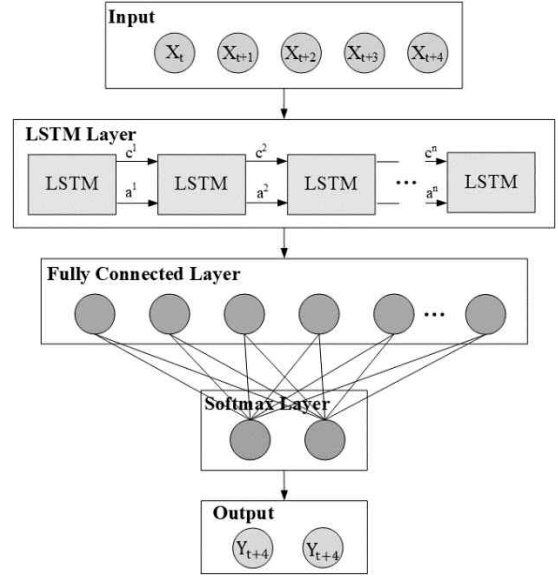 Input
Xt Xt+1 Xt+2 Xt+3 Xt+4
LSTM Layer
c1 c2 cn
LSTM LSTM LSTM ... LSTM
a1 a2 an
Fully Connected Layer
...
Softmax Layer
Output
Yt+4 Yt+4